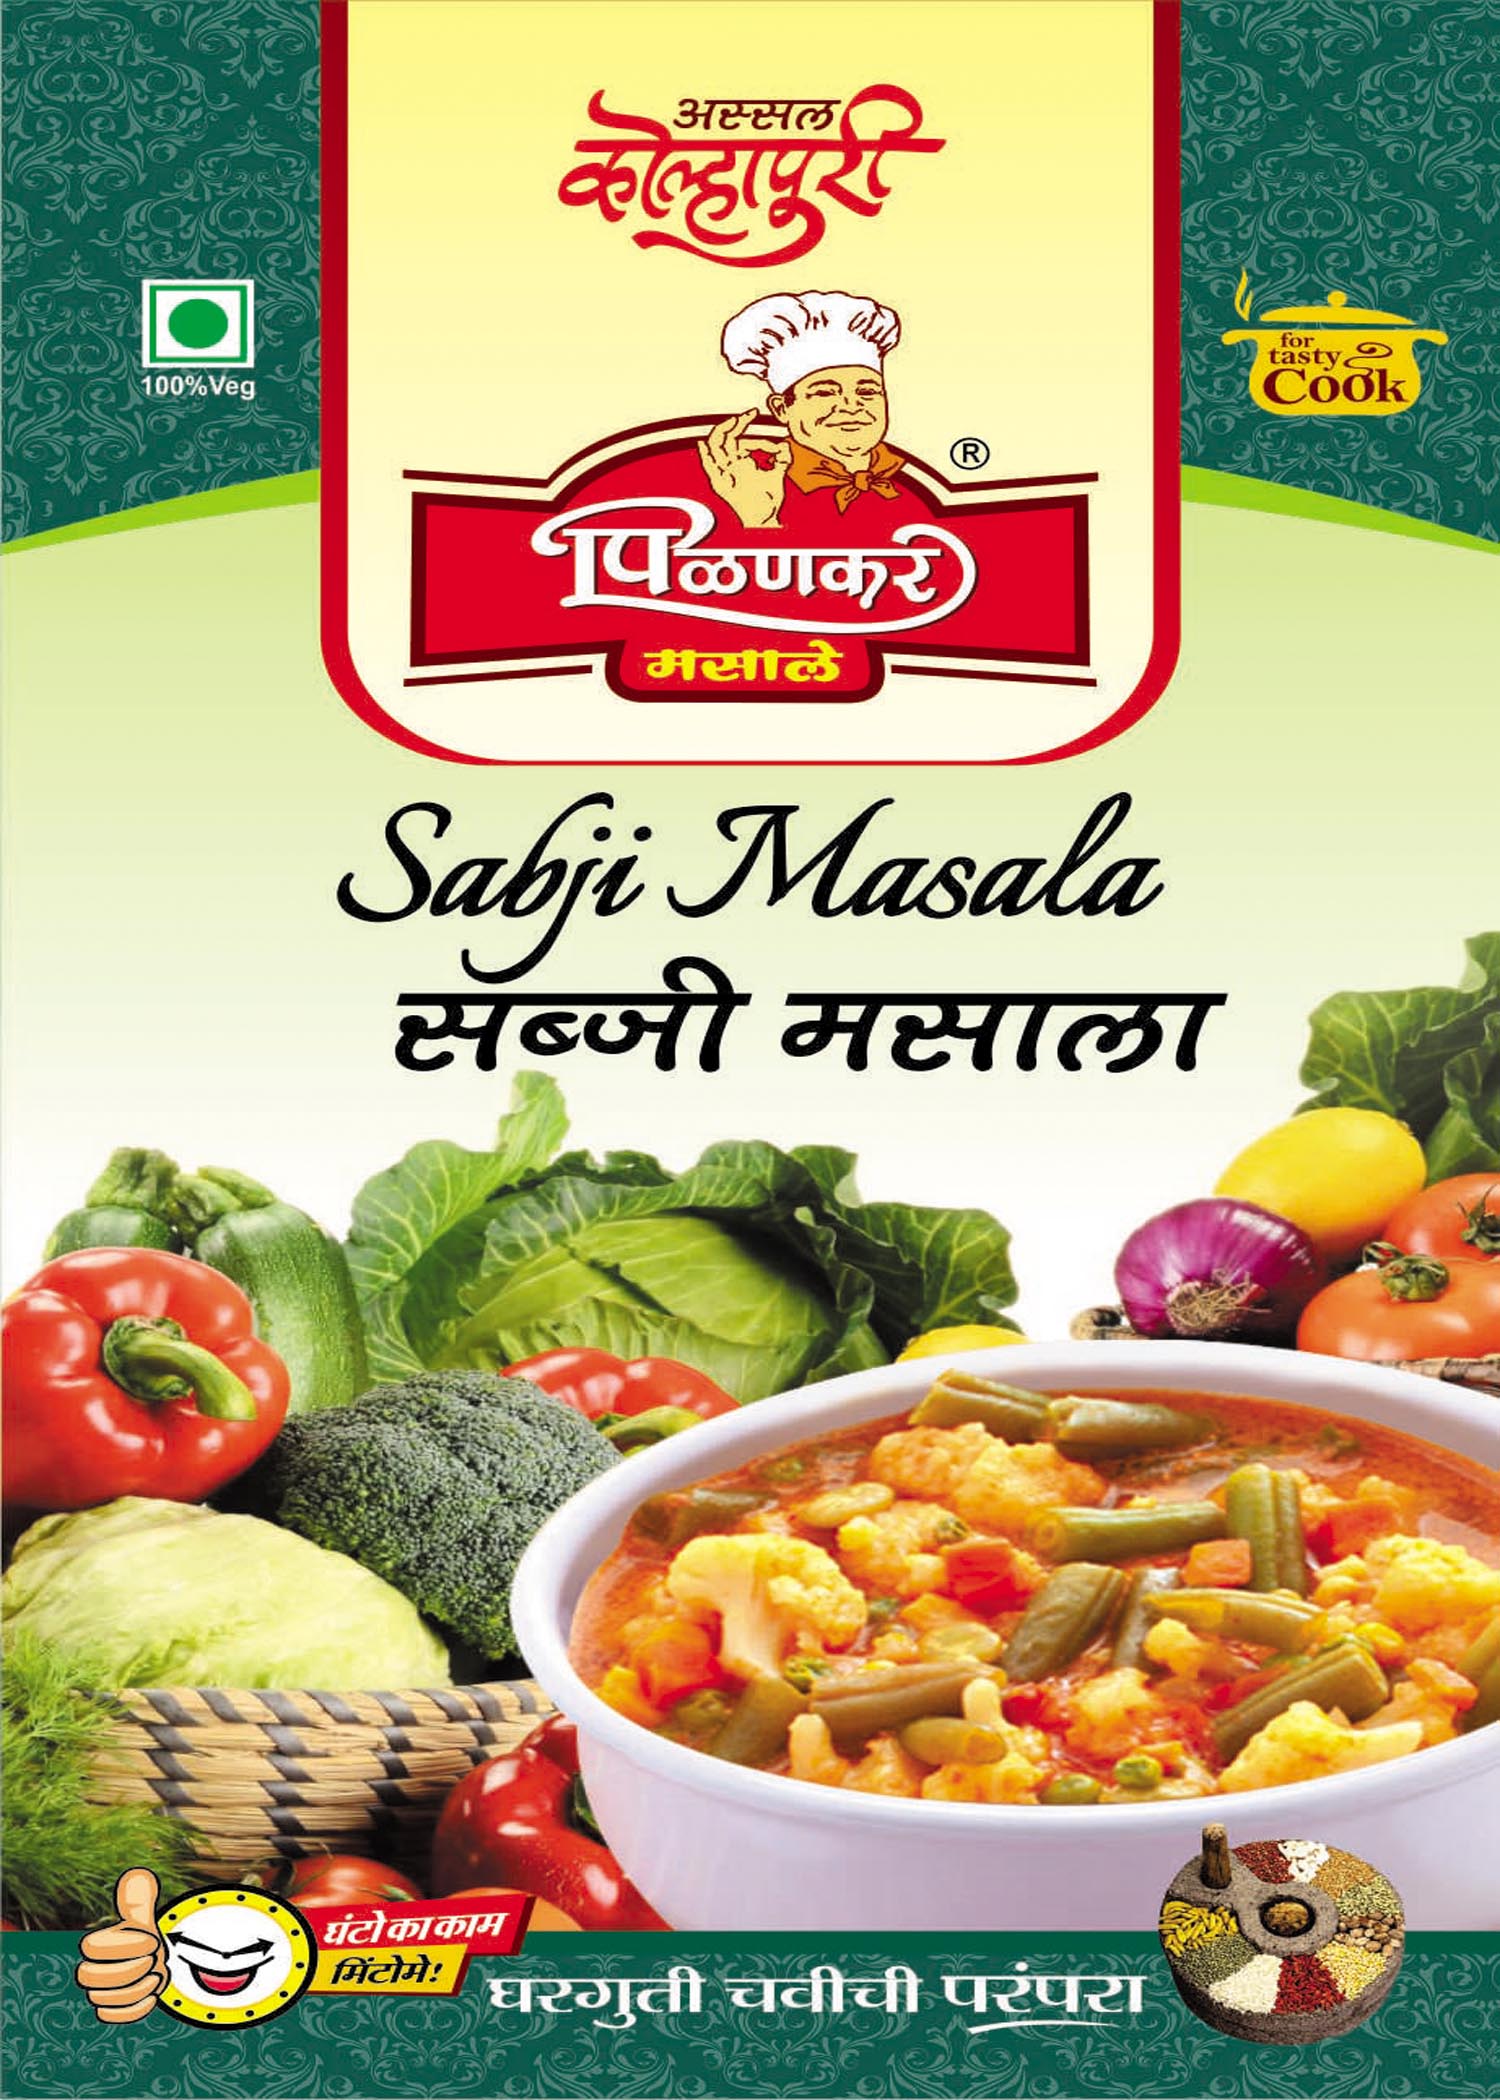 अस्सल
कोल्हापुरी
100%Veg
for
tasty
Cook
®
पिळणकर
मसाले
Sabji Masala
सब्जी मसाला
घंटो का काम
मिंटोमे!
घरगुती चवीची परंपरा